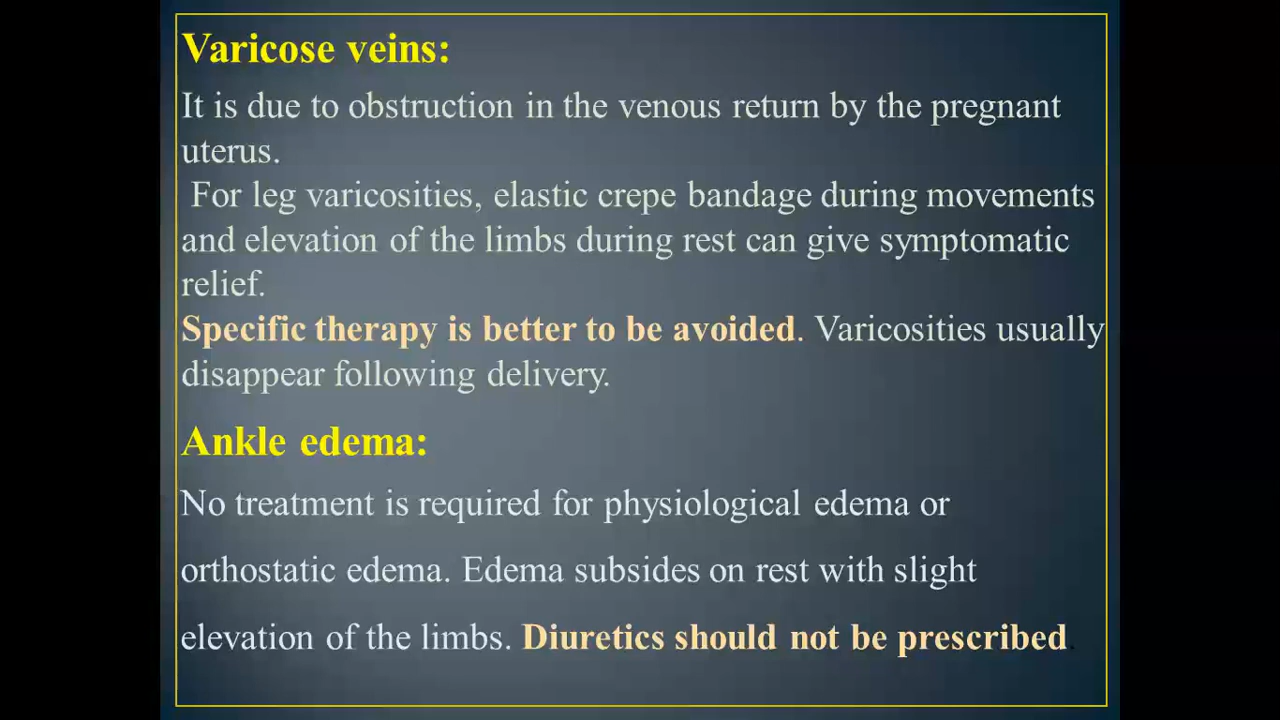 Varicose veins:
It is due to obstruction in the venous return by the pregnant
uterus.
For leg varicosities, elastic crepe bandage during movements
and elevation of the limbs during rest can give symptomatic
relief.
Specific therapy is better to be avoided. Varicosities usually
disappear following delivery.
Ankle edema:
No treatment is required for physiological edema or
orthostatic edema. Edema subsides on rest with slight
elevation of the limbs. Diuretics should not be prescribed.